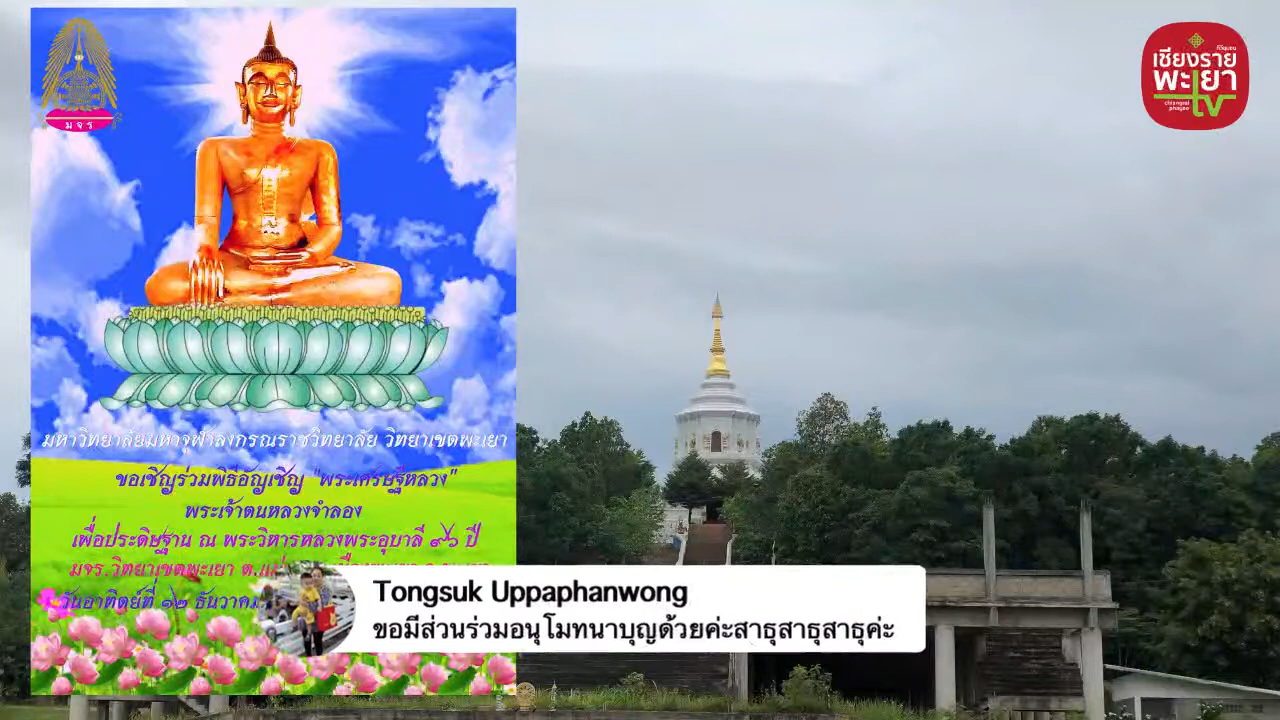 มจร
มหาวิทยาลัยมหาจุฬาลงกรณราชวิทยาลัย วิทยาเขตพะเยา
ขอเชิญร่วมพิธีอัญเชิญ "พระเศรษฐีหลวง"
พระเจ้าตนหลวงจำลอง
เพื่อประดิษฐาน ณ พระวิหารหลวงพระอุบาลี ๙๖ ปี
มจร.วิทยาเขตพะเยา
วันอาทิตย์ที่ ๑๒
Tongsuk Uppaphanwong
ขอมีส่วนร่วมอนุโมทนาบุญด้วยค่ะสาธุสาธุสาธุค่ะ
เชียงราย
พะเยา
chiangrai
phayao
tv